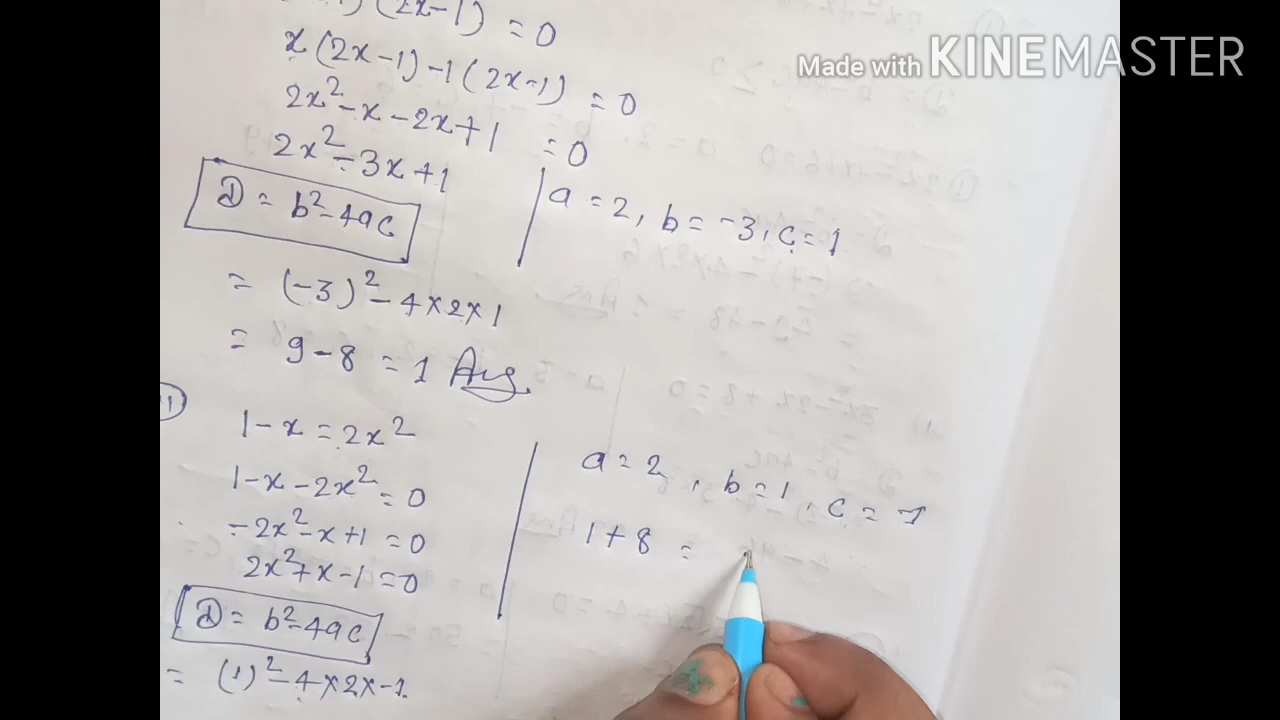 Made with KINEMASTER
(2x-1) = 0
x(2x-1)-1(2x-1) = 0
2x²-x-2x+1 = 0
2x²-3x+1
a=2, b=-3, c=1
D = b²-4ac
= (-3)²-4×2×1
= 9-8 = 1 Ans
1-x=2x²
1-x-2x²=0
-2x²-x+1=0
2x²+x-1=0
a=2, b=1, c=-1
1+8 =
D = b²-4ac
= (1)²-4×2×-1